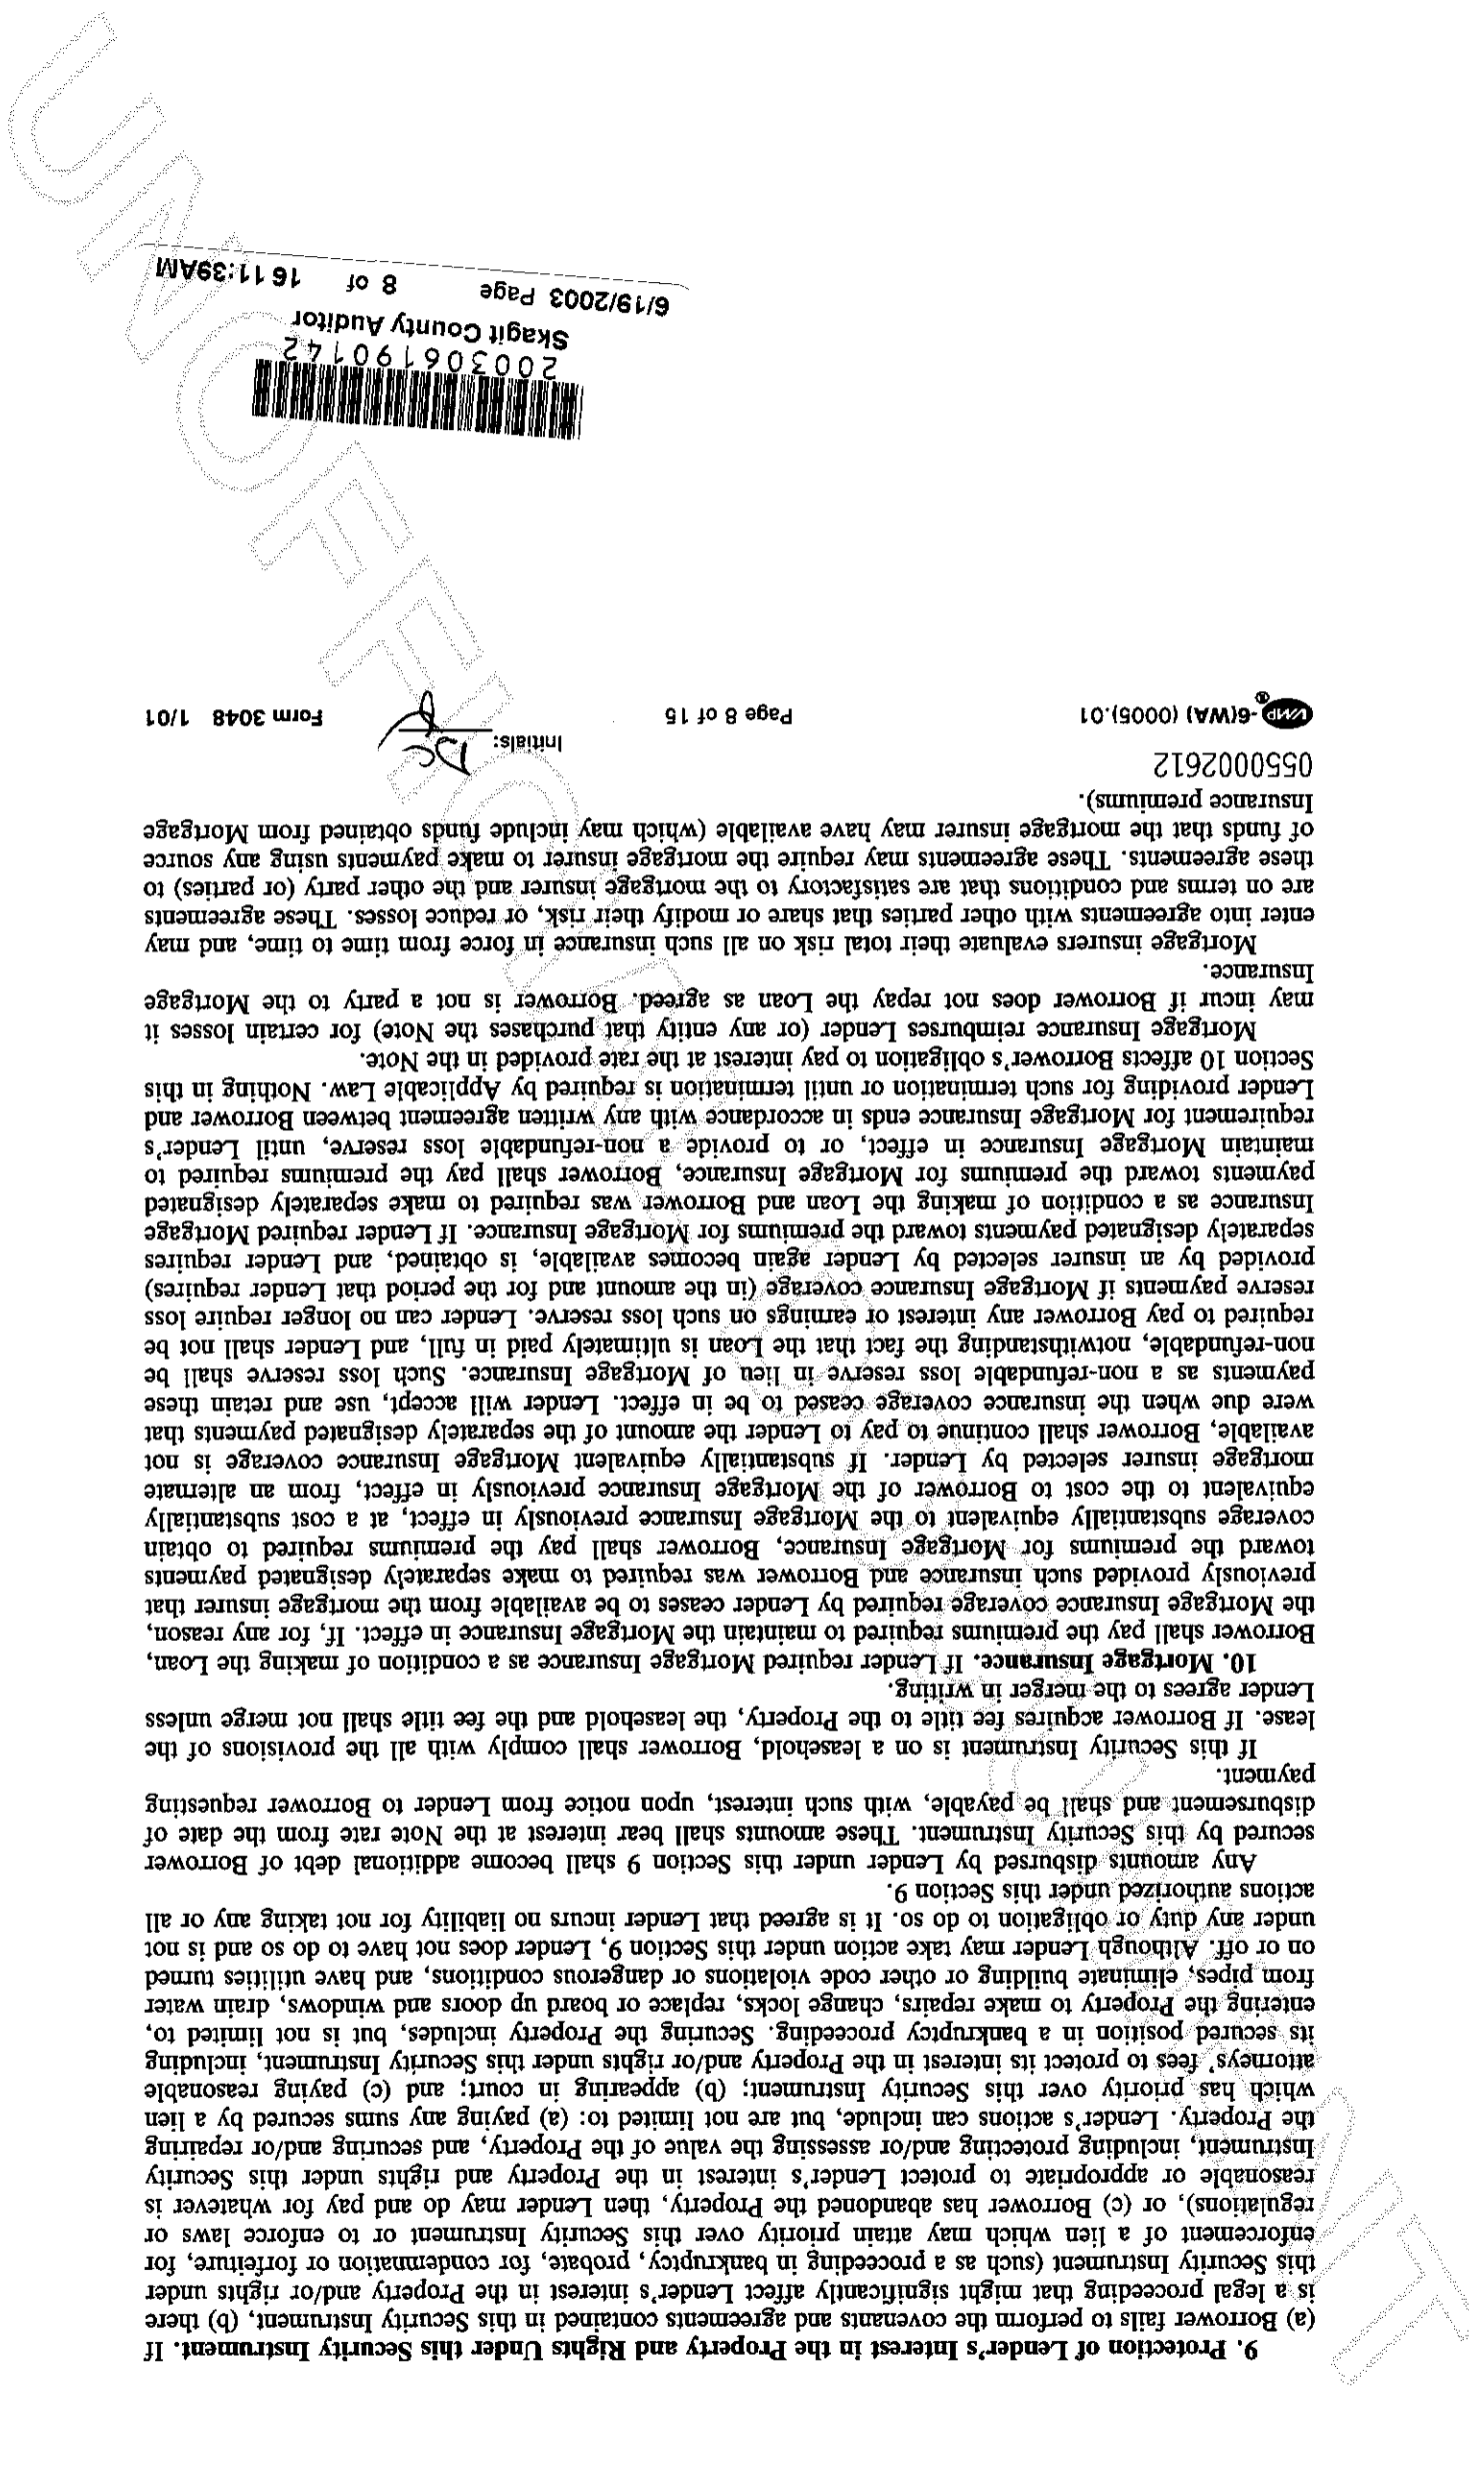 9. Protection of Lender's Interest in the Property and Rights Under this Security Instrument. If
(a) Borrower fails to perform the covenants and agreements contained in this Security Instrument, (b) there
is a legal proceeding that might significantly affect Lender's interest in the Property and/or rights under
this Security Instrument (such as a proceeding in bankruptcy, probate, for condemnation or forfeiture, for
enforcement of a lien which may attain priority over this Security Instrument or to enforce laws or
regulations), or (c) Borrower has abandoned the Property, then Lender may do and pay for whatever is
reasonable or appropriate to protect Lender's interest in the Property and rights under this Security
Instrument, including protecting and/or assessing the value of the Property, and securing and/or repairing
the Property. Lender's actions can include, but are not limited to: (a) paying any sums secured by a lien
which has priority over this Security Instrument; (b) appearing in court; and (c) paying reasonable
attorneys' fees to protect its interest in the Property and/or rights under this Security Instrument, including
its secured position in a bankruptcy proceeding. Securing the Property includes, but is not limited to,
entering the Property to make repairs, change locks, replace or board up doors and windows, drain water
from pipes, eliminate building or other code violations or dangerous conditions, and have utilities turned
on or off. Although Lender may take action under this Section 9, Lender does not have to do so and is not
under any duty or obligation to do so. It is agreed that Lender incurs no liability for not taking any or all
actions authorized under this Section 9.
Any amounts disbursed by Lender under this Section 9 shall become additional debt of Borrower
secured by this Security Instrument. These amounts shall bear interest at the Note rate from the date of
disbursement and shall be payable, with such interest, upon notice from Lender to Borrower requesting
payment.
If this Security Instrument is on a leasehold, Borrower shall comply with all the provisions of the
lease. If Borrower acquires fee title to the Property, the leasehold and the fee title shall not merge unless
Lender agrees to the merger in writing.
10. Mortgage Insurance. If Lender required Mortgage Insurance as a condition of making the Loan,
Borrower shall pay the premiums required to maintain the Mortgage Insurance in effect. If, for any reason,
the Mortgage Insurance coverage required by Lender ceases to be available from the mortgage insurer that
previously provided such insurance and Borrower was required to make separately designated payments
toward the premiums for Mortgage Insurance, Borrower shall pay the premiums required to obtain
coverage substantially equivalent to the Mortgage Insurance previously in effect, at a cost substantially
equivalent to the cost to Borrower of the Mortgage Insurance previously in effect, from an alternate
mortgage insurer selected by Lender. If substantially equivalent Mortgage Insurance coverage is not
available, Borrower shall continue to pay to Lender the amount of the separately designated payments that
were due when the insurance coverage ceased to be in effect. Lender will accept, use and retain these
payments as a non-refundable loss reserve in lieu of Mortgage Insurance. Such loss reserve shall be
non-refundable, notwithstanding the fact that the Loan is ultimately paid in full, and Lender shall not be
required to pay Borrower any interest or earnings on such loss reserve. Lender can no longer require loss
reserve payments if Mortgage Insurance coverage (in the amount and for the period that Lender requires)
provided by an insurer selected by Lender again becomes available, is obtained, and Lender requires
separately designated payments toward the premiums for Mortgage Insurance. If Lender required Mortgage
Insurance as a condition of making the Loan and Borrower was required to make separately designated
payments toward the premiums for Mortgage Insurance, Borrower shall pay the premiums required to
maintain Mortgage Insurance in effect, or to provide a non-refundable loss reserve, until Lender's
requirement for Mortgage Insurance ends in accordance with any written agreement between Borrower and
Lender providing for such termination or until termination is required by Applicable Law. Nothing in this
Section 10 affects Borrower's obligation to pay interest at the rate provided in the Note.
Mortgage Insurance reimburses Lender (or any entity that purchases the Note) for certain losses it
may incur if Borrower does not repay the Loan as agreed. Borrower is not a party to the Mortgage
Insurance.
Mortgage insurers evaluate their total risk on all such insurance in force from time to time, and may
enter into agreements with other parties that share or modify their risk, or reduce losses. These agreements
are on terms and conditions that are satisfactory to the mortgage insurer and the other party (or parties) to
these agreements. These agreements may require the mortgage insurer to make payments using any source
of funds that the mortgage insurer may have available (which may include funds obtained from Mortgage
Insurance premiums).
0550002612
VMP ® -6(WA) (0005).01 Page 8 of 15 Initials: DC Form 3048 1/01
200306190142
Skagit County Auditor
6/19/2003 Page 8 of 16 11:39AM
UNOFFICIAL DOCUMENT